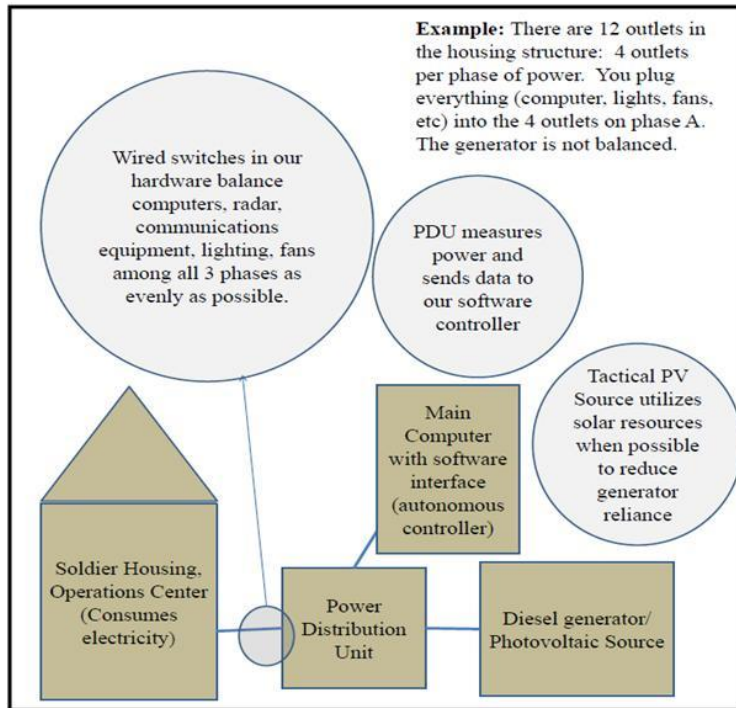 Example: There are 12 outlets in
the housing structure: 4 outlets
per phase of power. You plug
everything (computer, lights, fans,
etc) into the 4 outlets on phase A.
The generator is not balanced.
Wired switches in our
hardware balance
computers, radar,
communications
equipment, lighting, fans
among all 3 phases as
evenly as possible.
PDU measures
power and
sends data to
our software
controller
Tactical PV
Source utilizes
solar resources
when possible
to reduce
generator
reliance
Main
Computer
with software
interface
(autonomous
controller)
Soldier Housing,
Operations Center
(Consumes
electricity)
Power
Distribution
Unit
Diesel generator/
Photovoltaic Source